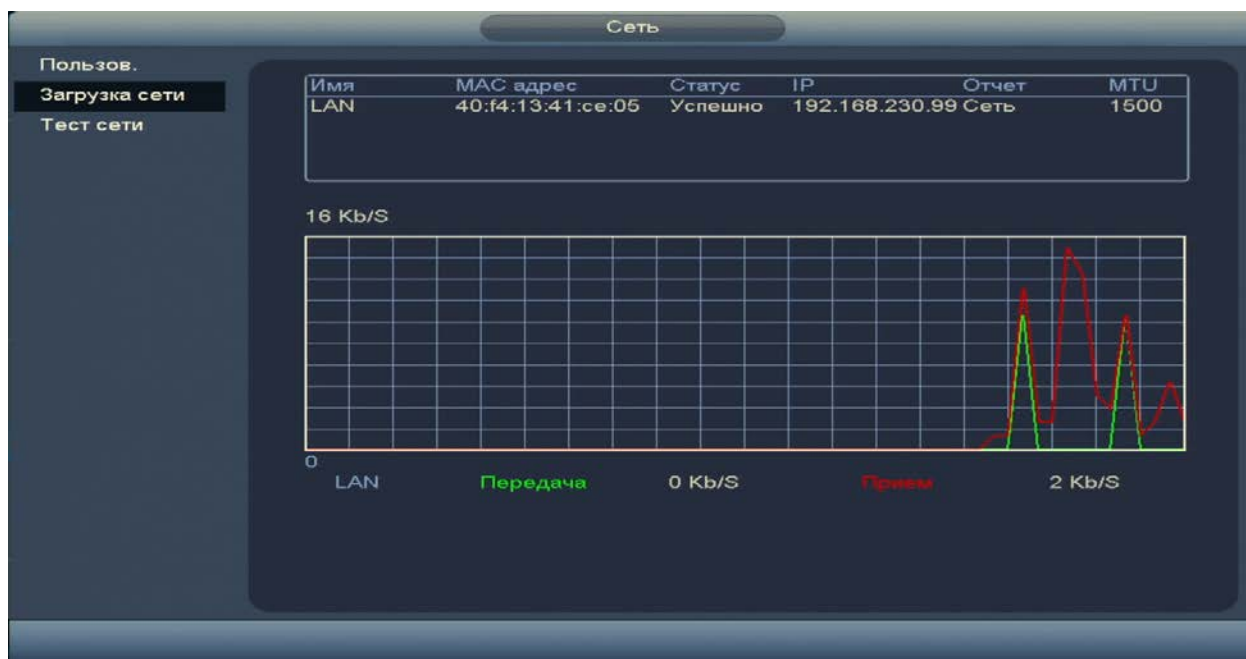 Сеть
Пользов.
Загрузка сети
Тест сети
Имя MAC адрес Статус IP Отчет MTU
LAN 40:f4:13:41:ce:05 Успешно 192.168.230.99 Сеть 1500
16 Kb/S
0
LAN Передача 0 Kb/S Прием 2 Kb/S